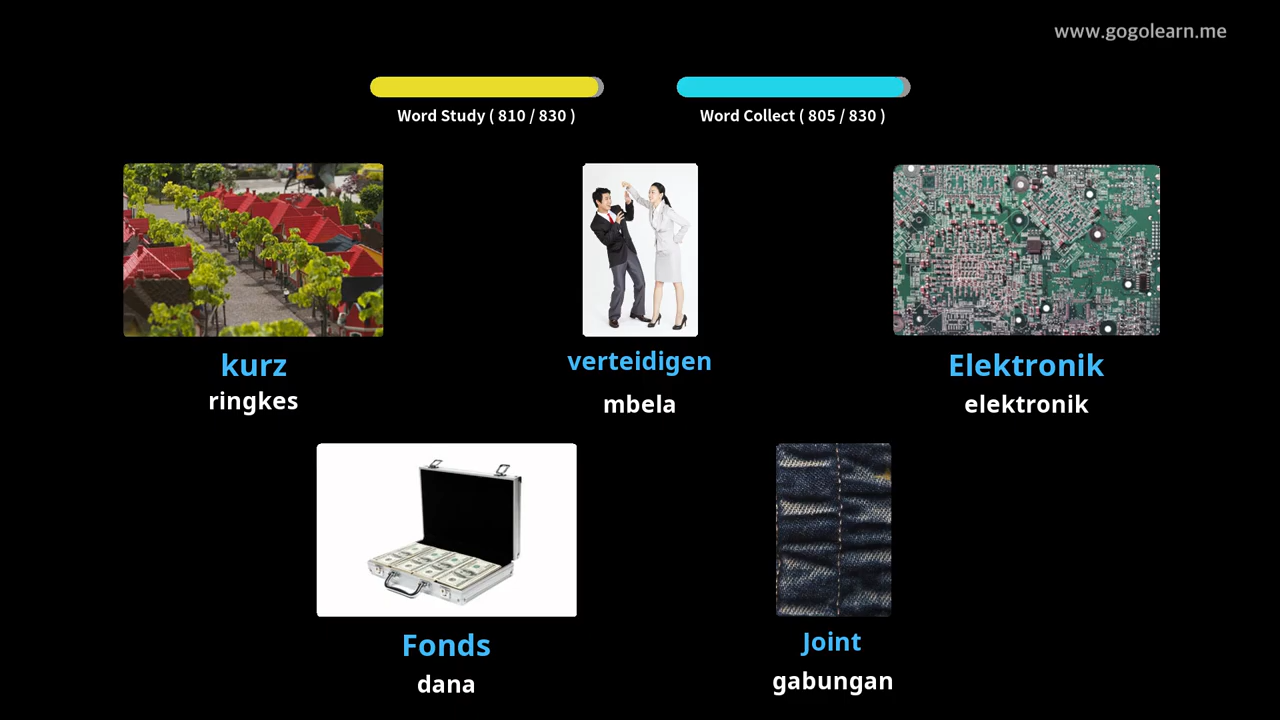 www.gogolearn.me
Word Study ( 810 / 830 )
Word Collect ( 805 / 830 )
kurz
ringkes
verteidigen
mbela
Elektronik
elektronik
Fonds
dana
Joint
gabungan